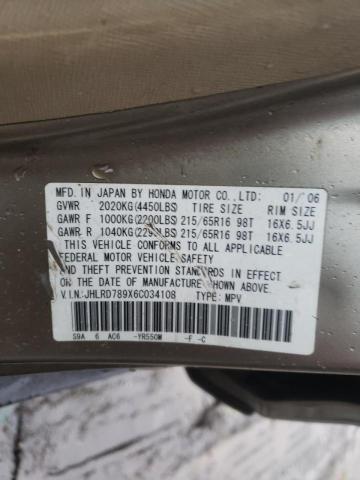 MFD. IN JAPAN BY HONDA MOTOR CO., LTD: 01/06
GVWR 2020KG(4450LBS) TIRE SIZE RIM SIZE
GAWR F 1000KG(2200LBS) 215/65R16 98T 16X6.5JJ
GAWR R 1040KG(2290LBS) 215/65R16 98T 16X6.5JJ
THIS VEHICLE CONFORMS TO ALL APPLICABLE
FEDERAL MOTOR VEHICLE SAFETY
AND THEFT PREVENTION STANDARDS IN EFFECT ON
THE DATE OF MANUFACTURE SHOWN ABOVE.
V.I.N.:JHLRD789X6C034108 TYPE: MPV
S9A 6 AC6 -YR550M -F -C